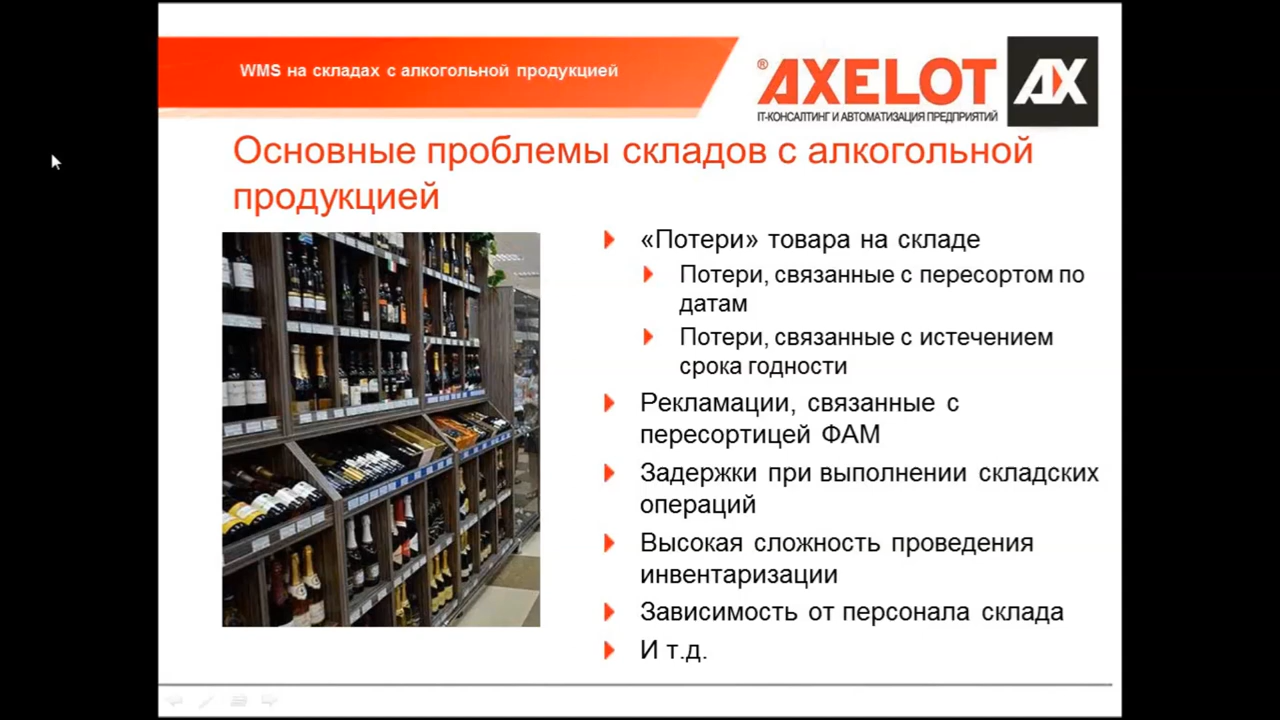 WMS на складах с алкогольной продукцией
® AXELOT
IT-КОНСАЛТИНГ И АВТОМАТИЗАЦИЯ ПРЕДПРИЯТИЙ
AX
Основные проблемы складов с алкогольной
продукцией
«Потери» товара на складе
Потери, связанные с пересортом по
датам
Потери, связанные с истечением
срока годности
Рекламации, связанные с
пересортицей ФАМ
Задержки при выполнении складских
операций
Высокая сложность проведения
инвентаризации
Зависимость от персонала склада
И т.д.